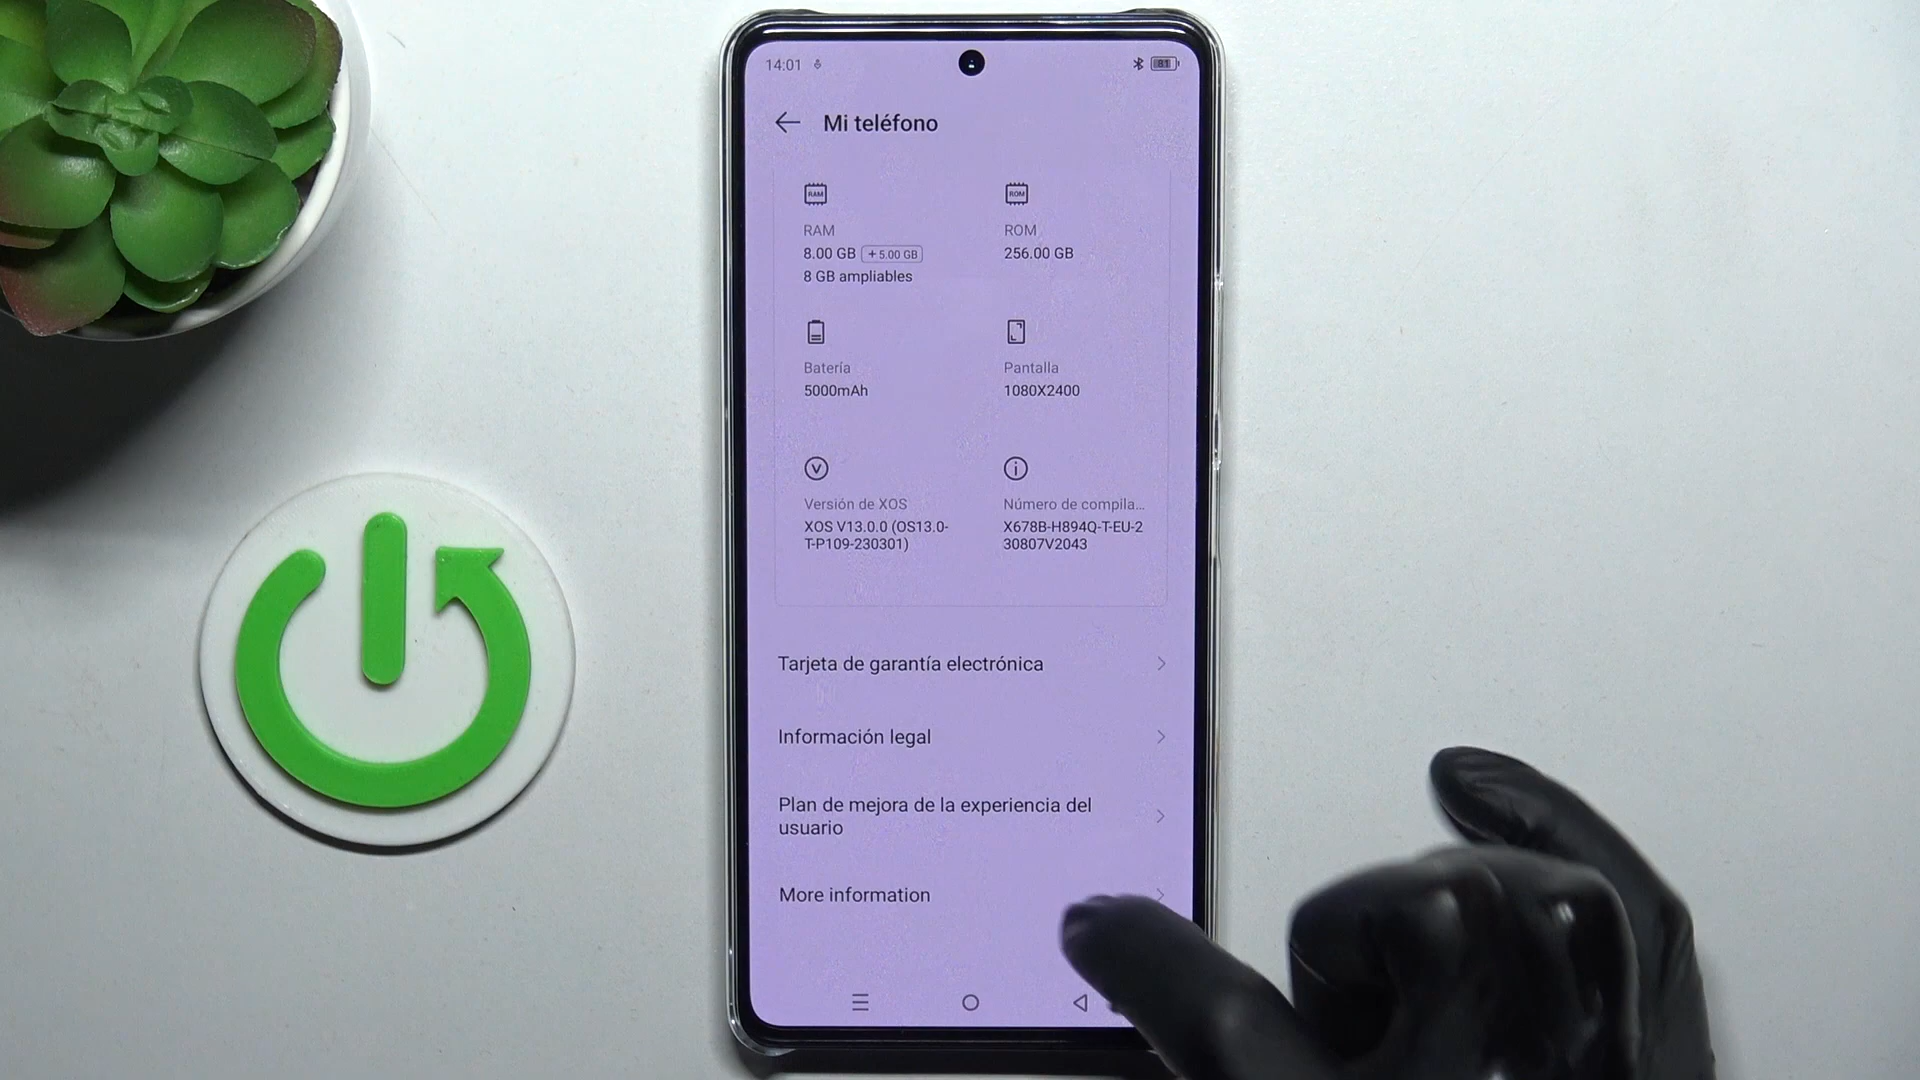 14:01
81
Mi teléfono
RAM
ROM
RAM
8.00 GB +5.00 GB
8 GB ampliables
ROM
256.00 GB
Batería
5000mAh
Pantalla
1080X2400
V
Versión de XOS
XOS V13.0.0 (OS13.0-
T-P109-230301)
Número de compila...
X678B-H894Q-T-EU-2
30807V2043
Tarjeta de garantía electrónica
Información legal
Plan de mejora de la experiencia del
usuario
More information